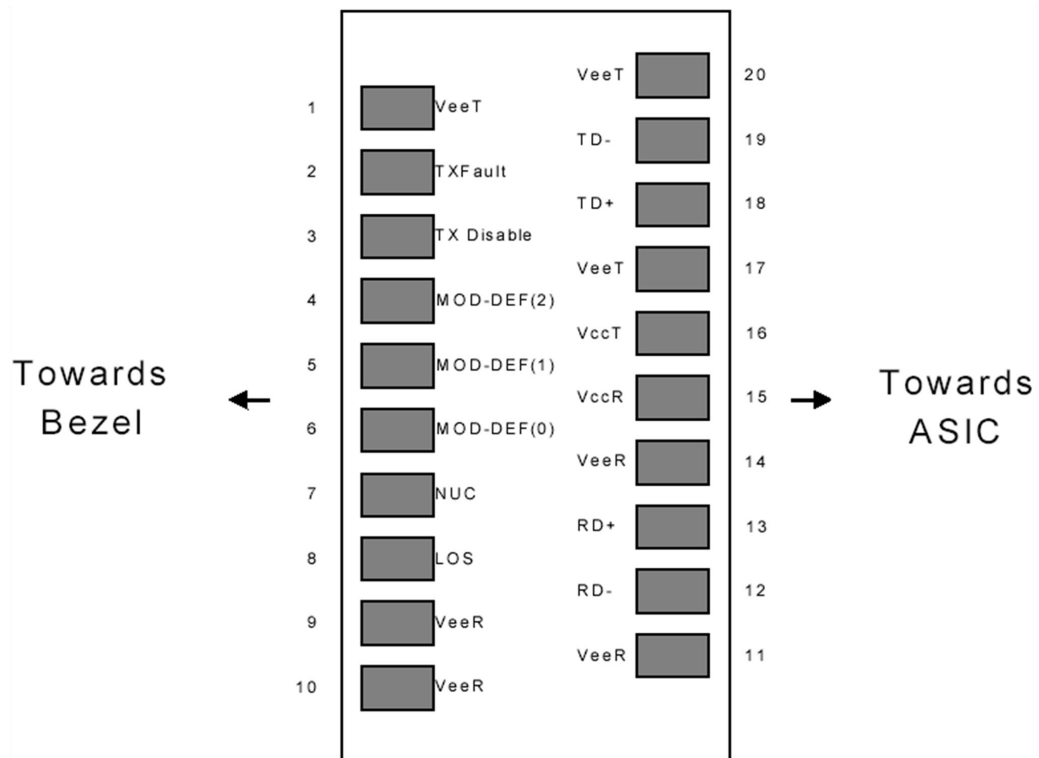 VeeT 20
1 VeeT
TD- 19
2 TXFault
TD+ 18
3 TX Disable
VeeT 17
4 MOD-DEF(2)
VccT 16
5 MOD-DEF(1)
Towards
Bezel
VccR 15
Towards
ASIC
6 MOD-DEF(0)
VeeR 14
7 NUC
RD+ 13
8 LOS
RD- 12
9 VeeR
VeeR 11
10 VeeR